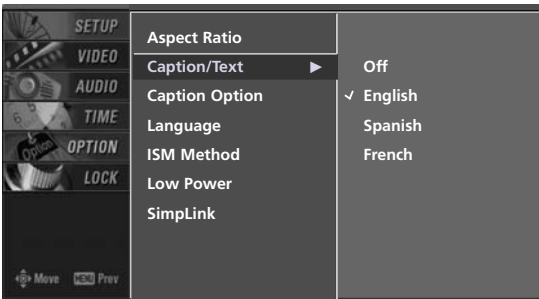 SETUP
VIDEO
AUDIO
TIME
Option OPTION
LOCK
Move MENU Prev
Aspect Ratio
Caption/Text
Caption Option
Language
ISM Method
Low Power
SimpLink
Off
English
Spanish
French